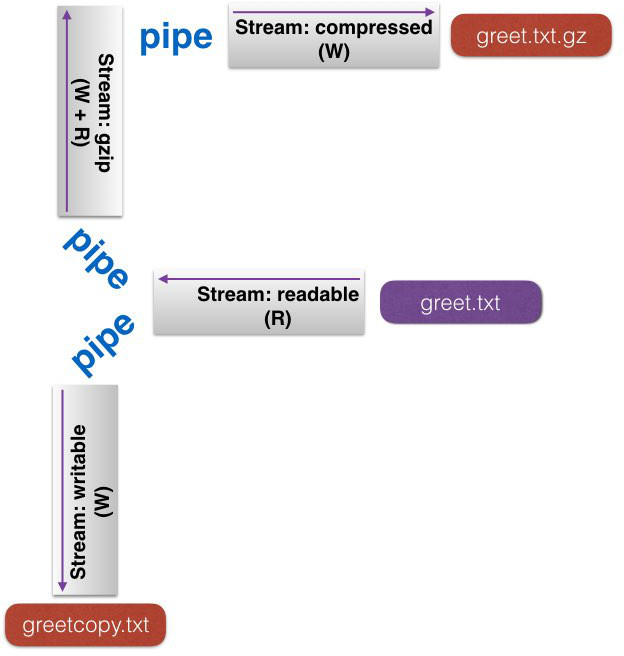 pipe
Stream: compressed
(W)
greet.txt.gz
Stream: gzip
(W + R)
pipe
Stream: readable
(R)
greet.txt
pipe
Stream: writable
(W)
greetcopy.txt